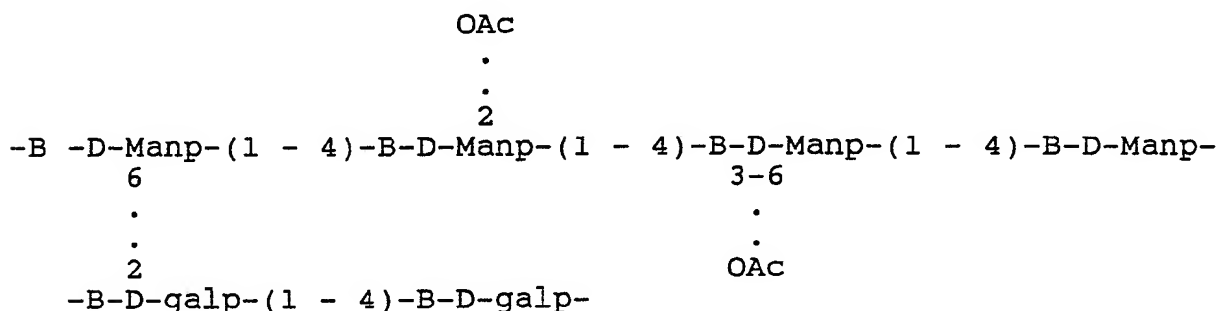 OAc
.
.
2
-B -D-Manp-(1 - 4)-B-D-Manp-(1 - 4)-B-D-Manp-(1 - 4)-B-D-Manp-
6 3-6
. .
. .
2 OAc
-B-D-galp-(1 - 4)-B-D-galp-